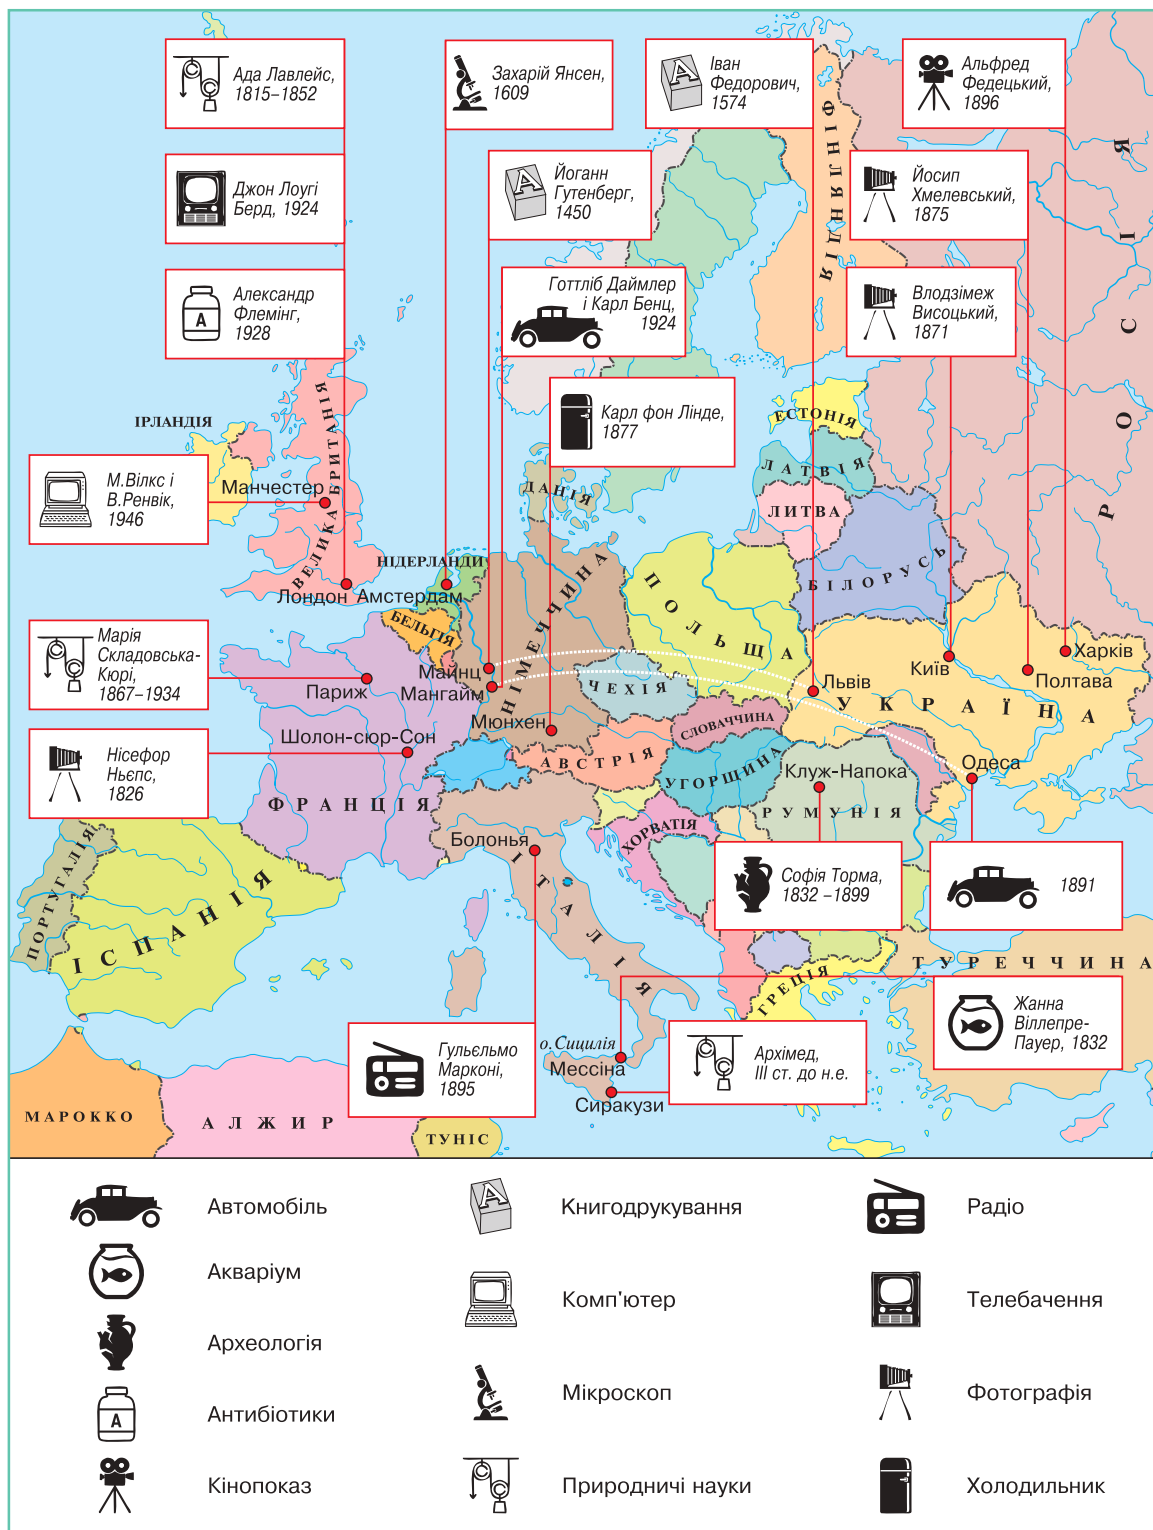 Ада Лавлейс,
1815–1852
Захарій Янсен,
1609
А
Іван
Федорович,
1574
Альфред
Федецький,
1896
Джон Лоугі
Берд, 1924
А
Йоганн
Гутенберг,
1450
Йосип
Хмелевський,
1875
А
Александр
Флемінг,
1928
Готтліб Даймлер
і Карл Бенц,
1924
Влодзімеж
Висоцький,
1871
Карл фон Лінде,
1877
М.Вілкс і
В.Ренвік,
1946
Марія
Складовська-
Кюрі,
1867–1934
Нісефор
Ньєпс,
1826
Софія Торма,
1832 –1899
1891
Гульєльмо
Марконі,
1895
Архімед,
III ст. до н.е.
Жанна
Віллепре-
Пауер, 1832
ФІНЛЯНДІЯ
РОСІЯ
ІРЛАНДІЯ
ВЕЛИКА БРИТАНІЯ
ЕСТОНІЯ
ЛАТВІЯ
ЛИТВА
ДАНІЯ
БІЛОРУСЬ
НІДЕРЛАНДИ
БЕЛЬГІЯ
НІМЕЧЧИНА
ПОЛЬЩА
ЧЕХІЯ
СЛОВАЧЧИНА
УКРАЇНА
АВСТРІЯ
УГОРЩИНА
РУМУНІЯ
ХОРВАТІЯ
ФРАНЦІЯ
ПОРТУГАЛІЯ
ІСПАНІЯ
ІТАЛІЯ
ГРЕЦІЯ
ТУРЕЧЧИНА
МАРОККО
АЛЖИР
ТУНІС
Манчестер
Лондон
Амстердам
Майнц
Мангайм
Париж
Шолон-сюр-Сон
Мюнхен
Львів
Київ
Харків
Полтава
Одеса
Клуж-Напока
Болонья
о.Сицилія
Мессіна
Сиракузи
Автомобіль
Акваріум
Археологія
А
Антибіотики
Кінопоказ
А
Книгодрукування
Комп'ютер
Мікроскоп
Природничі науки
Радіо
Телебачення
Фотографія
Холодильник